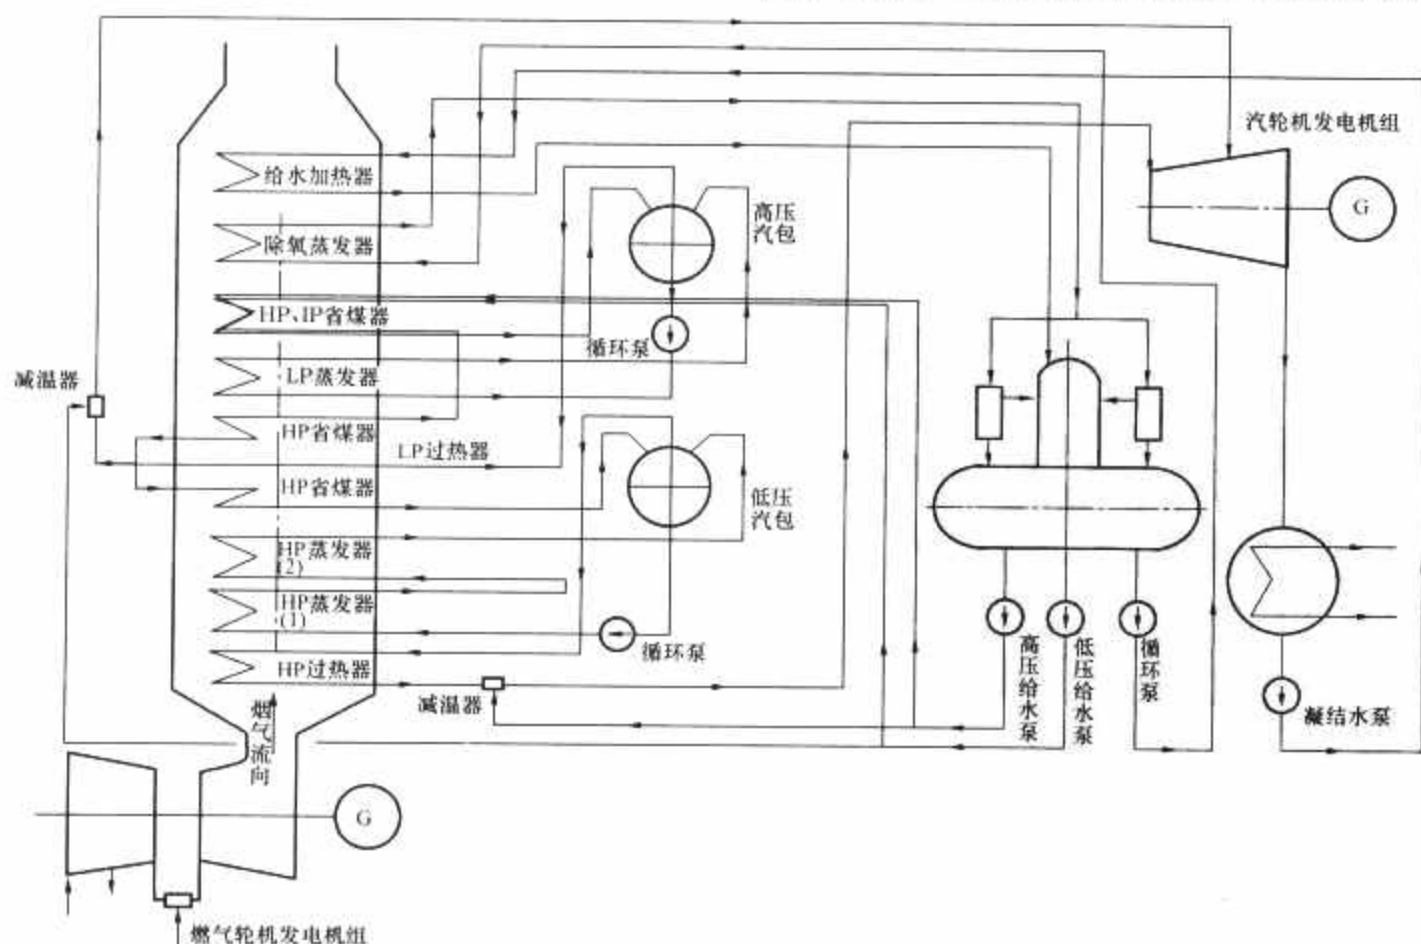 汽轮机发电机组
G
给水加热器
除氧蒸发器
HP、IP省煤器
LP蒸发器
HP省煤器
LP过热器
HP省煤器
HP蒸发器
(2)
HP蒸发器
(1)
HP过热器
减温器
高压
汽包
循环泵
低压
汽包
循环泵
减温器
高压给水泵
低压给水泵
循环泵
凝结水泵
烟气流向
G
燃气轮机发电机组